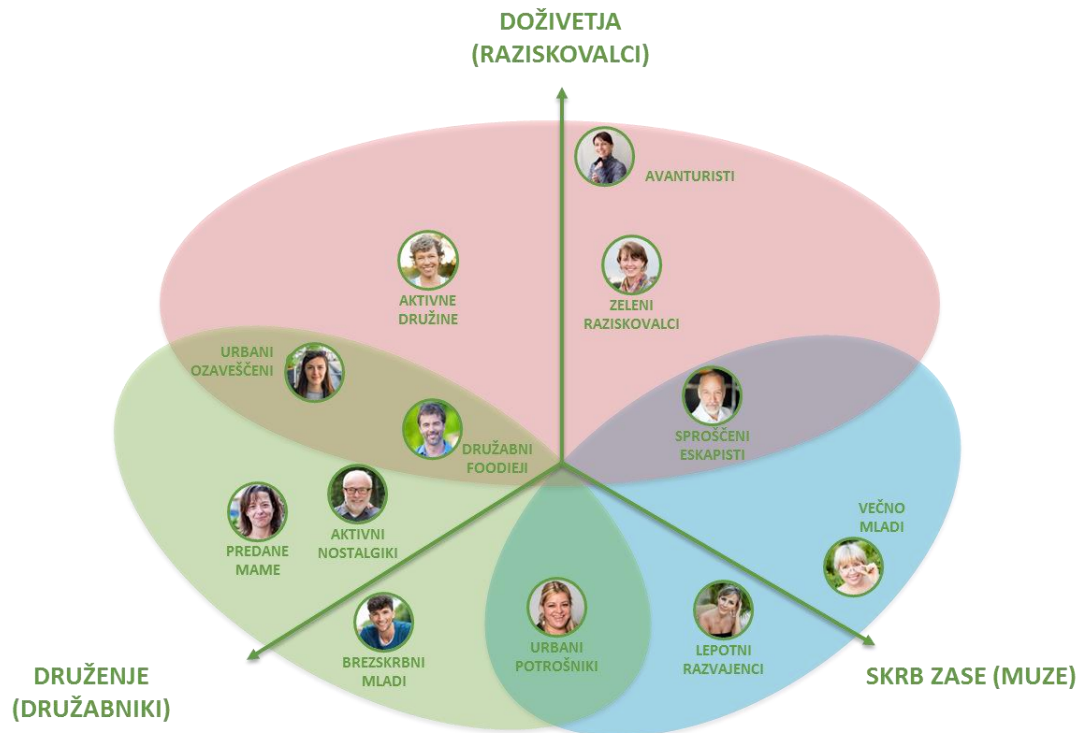 DOŽIVETJA
(RAZISKOVALCI)
AVANTURISTI
AKTIVNE
DRUŽINE
ZELENI
RAZISKOVALCI
URBANI
OZAVEŠČENI
DRUŽABNI
FOODIEJI
SPROŠČENI
ESKAPISTI
PREDANE
MAME
AKTIVNI
NOSTALGIKI
VEČNO
MLADI
BREZSKRBNI
MLADI
URBANI
POTROŠNIKI
LEPOTNI
RAZVAJENCI
DRUŽENJE
(DRUŽABNIKI)
SKRB ZASE (MUZE)